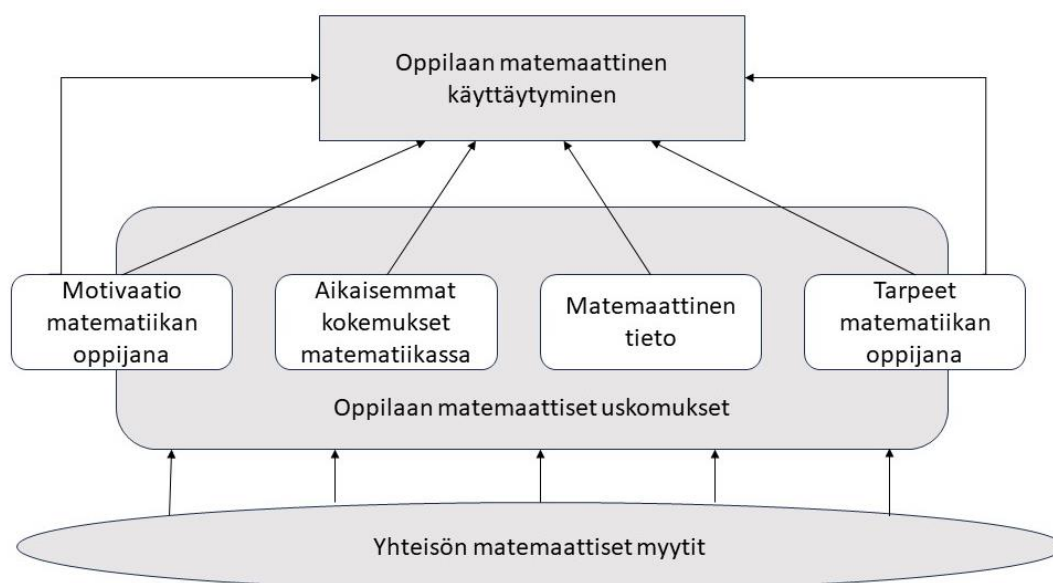 Oppilaan matemaattinen
käyttäytyminen
Motivaatio
matematiikan
oppijana
Aikaisemmat
kokemukset
matematiikassa
Matemaattinen
tieto
Tarpeet
matematiikan
oppijana
Oppilaan matemaattiset uskomukset
Yhteisön matemaattiset myytit